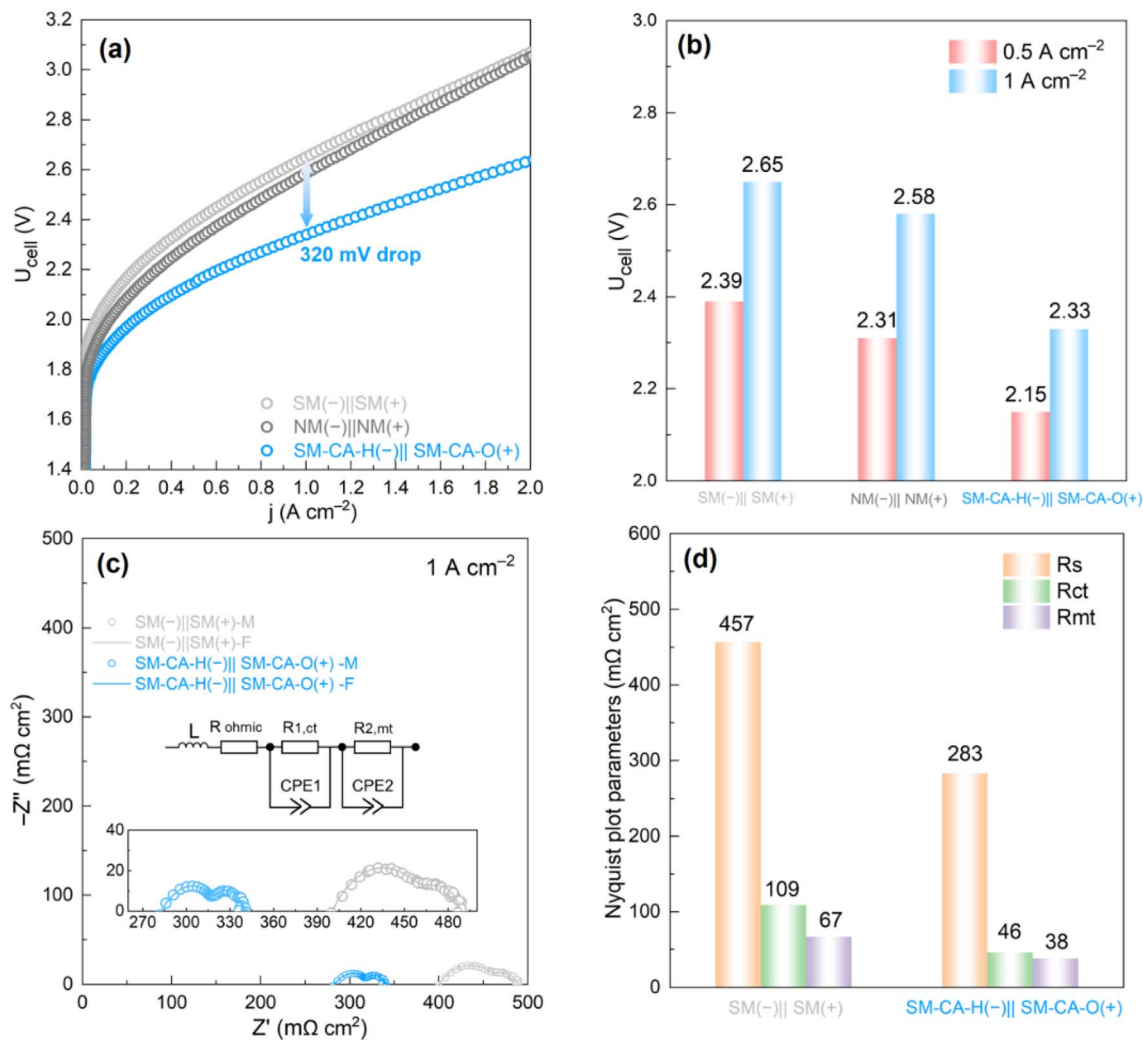 (a)
3.2
3.0
2.8
2.6
2.4
2.2
2.0
1.8
1.6
1.4
U_cell (V)
320 mV drop
SM(−)||SM(+)
NM(−)||NM(+)
SM-CA-H(−)|| SM-CA-O(+)
0.0 0.2 0.4 0.6 0.8 1.0 1.2 1.4 1.6 1.8 2.0
j (A cm⁻²)
(b)
0.5 A cm⁻²
1 A cm⁻²
3.0
2.8
2.6
2.4
2.2
2.0
U_cell (V)
2.39
2.65
2.31
2.58
2.15
2.33
SM(−)|| SM(+)
NM(−)|| NM(+)
SM-CA-H(−)|| SM-CA-O(+)
(c)
1 A cm⁻²
500
400
300
200
100
0
−Z″ (mΩ cm²)
SM(−)||SM(+)-M
SM(−)||SM(+)-F
SM-CA-H(−)|| SM-CA-O(+) -M
SM-CA-H(−)|| SM-CA-O(+) -F
L
R ohmic
R1,ct
R2,mt
CPE1
CPE2
40
20
0
260 270 300 330 360 390 400 420 450 480
0 100 200 300 400 500
Z' (mΩ cm²)
(d)
Rs
Rct
Rmt
600
500
400
300
200
100
0
Nyquist plot parameters (mΩ cm²)
457
109
67
283
46
38
SM(−)|| SM(+)
SM-CA-H(−)|| SM-CA-O(+)